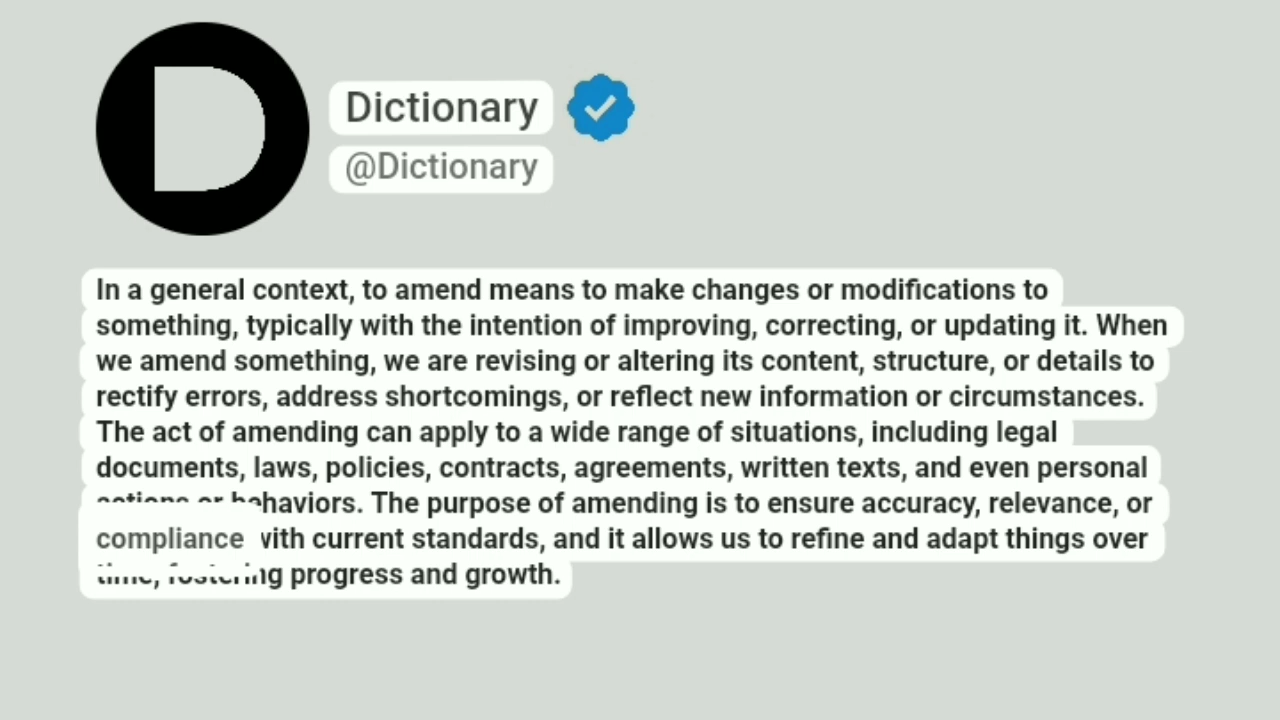 D
Dictionary
@Dictionary
In a general context, to amend means to make changes or modifications to
something, typically with the intention of improving, correcting, or updating it. When
we amend something, we are revising or altering its content, structure, or details to
rectify errors, address shortcomings, or reflect new information or circumstances.
The act of amending can apply to a wide range of situations, including legal
documents, laws, policies, contracts, agreements, written texts, and even personal
actions or behaviors. The purpose of amending is to ensure accuracy, relevance, or
compliance with current standards, and it allows us to refine and adapt things over
time, fostering progress and growth.